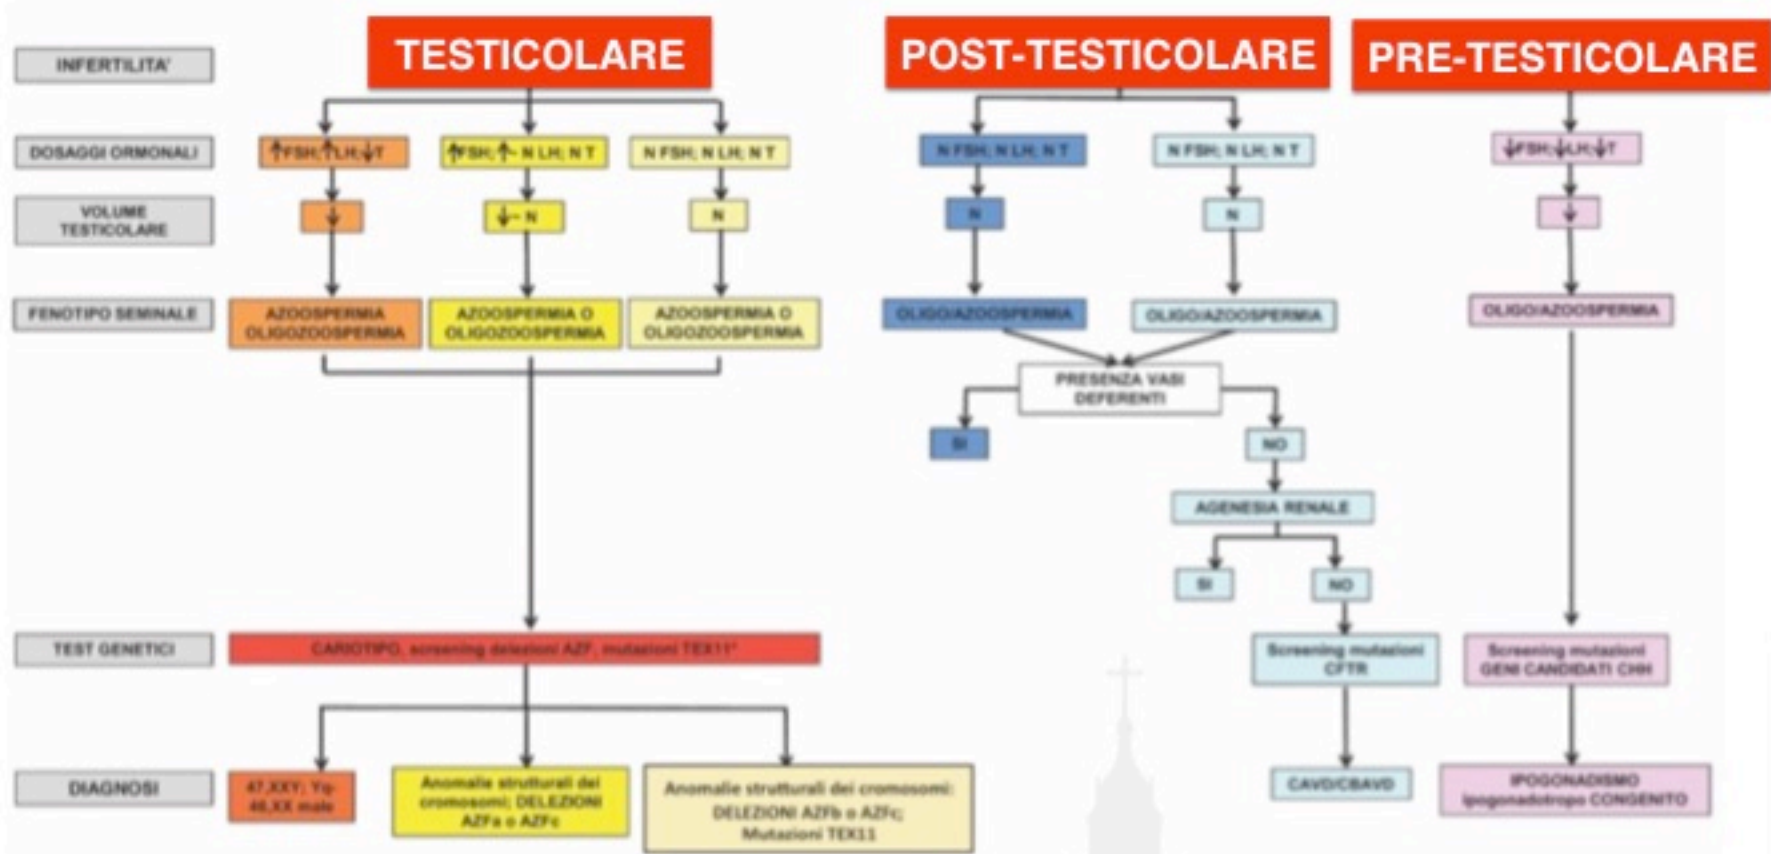 INFERTILITA'
TESTICOLARE
POST-TESTICOLARE
PRE-TESTICOLARE
DOSAGGI ORMONALI
↑FSH; ↑LH; ↓T
↑FSH; ↑~ N LH; N T
N FSH; N LH; N T
N FSH; N LH; N T
N FSH; N LH; N T
↓FSH; ↓LH; ↓T
VOLUME
TESTICOLARE
↓
↓~ N
N
N
N
↓
FENOTIPO SEMINALE
AZOOSPERMIA
OLIGOZOOSPERMIA
AZOOSPERMIA O
OLIGOZOOSPERMIA
AZOOSPERMIA O
OLIGOZOOSPERMIA
OLIGO/AZOOSPERMIA
OLIGO/AZOOSPERMIA
OLIGO/AZOOSPERMIA
PRESENZA VASI
DEFERENTI
SI
NO
AGENESIA RENALE
SI
NO
TEST GENETICI
CARIOTIPO, screening delezioni AZF, mutazioni TEX11*
Screening mutazioni
CFTR
Screening mutazioni
GENI CANDIDATI CHH
DIAGNOSI
47,XXY; Yq-
46,XX male
Anomalie strutturali dei
cromosomi; DELEZIONI
AZFa o AZFc
Anomalie strutturali dei cromosomi:
DELEZIONI AZFb o AZFc;
Mutazioni TEX11
CAVD/CBAVD
IPOGONADISMO
ipogonadotropo CONGENITO